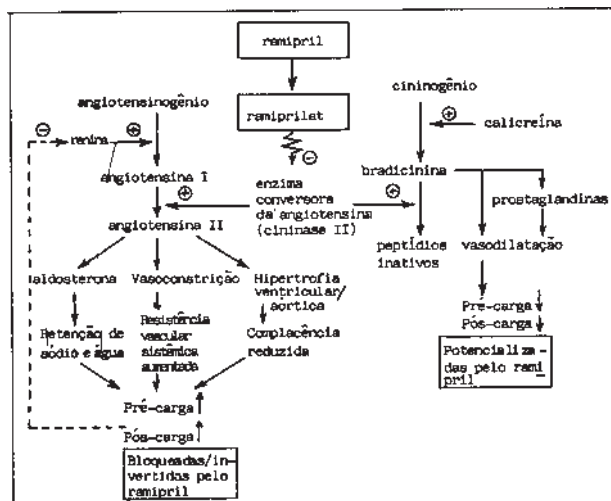 ramipril
ramiprilat
angiotensinogênio
renina
angiotensina I
angiotensina II
enzima
conversora
da angiotensina
(cininase II)
cininogênio
calicreína
bradicinina
prostaglandinas
peptídios
inativos
vasodilatação
aldosterona
Vasoconstrição
Hipertrofia
ventricular/
aórtica
Retenção de
sódio e água
Resistência
vascular
sistêmica
aumentada
Complacência
reduzida
Pré-carga
Pós-carga
Bloqueadas/in-
vertidas pelo
ramipril
Pré-carga
Pós-carga
Potencializa-
das pelo rami
pril